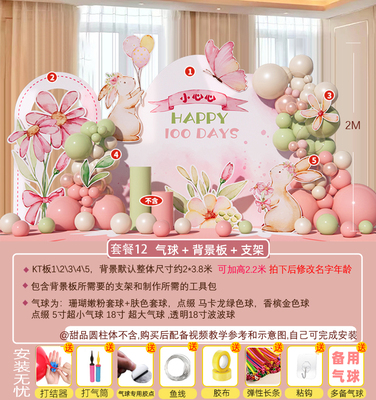 1
小心心
HAPPY
100 DAYS
2
3
4
5
2M
不含
套餐12 气球+背景板+支架
KT板1\2\3\4\5, 背景默认整体尺寸约2*3.8米 可加高2.2米 拍下后修改名字年龄
包含背景板所需要的支架和制作所需的工具包
气球为: 珊瑚嫩粉套球+肤色套球, 点缀 马卡龙绿色球, 香槟金色球
点缀 5寸超小气球 18寸 超大气球 ,透明18寸波波球
@甜品圆柱体不含,购买后配备视频教学参考和示意图,自己可完成安装
安装无忧
送 送 送 送 送 送 送
打结器
打气筒
气球专用胶点
鱼线
胶布
弹性长条
粘钩
备用气球
多备气球